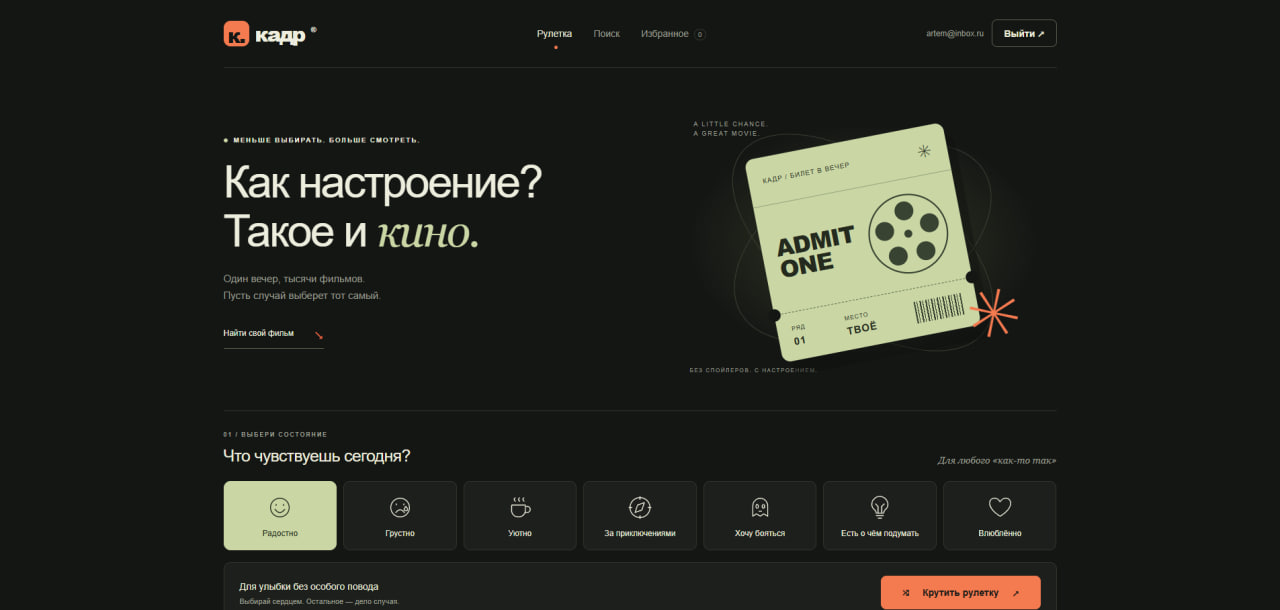 к. кадр ®
Рулетка
Поиск
Избранное 0
artem@inbox.ru
Выйти ↗
МЕНЬШЕ ВЫБИРАТЬ. БОЛЬШЕ СМОТРЕТЬ.
Как настроение?
Такое и кино.
Один вечер, тысячи фильмов.
Пусть случай выберет тот самый.
Найти свой фильм ↘
A LITTLE CHANCE.
A GREAT MOVIE.
КАДР / БИЛЕТ В ВЕЧЕР
ADMIT
ONE
РЯД
01
МЕСТО
ТВОЁ
БЕЗ СПОЙЛЕРОВ. С НАСТРОЕНИЕМ.
01 / ВЫБЕРИ СОСТОЯНИЕ
Что чувствуешь сегодня?
Для любого «как-то так»
Радостно
Грустно
Уютно
За приключениями
Хочу бояться
Есть о чём подумать
Влюблённо
Для улыбки без особого повода
Выбирай сердцем. Остальное — дело случая.
Крутить рулетку ↗